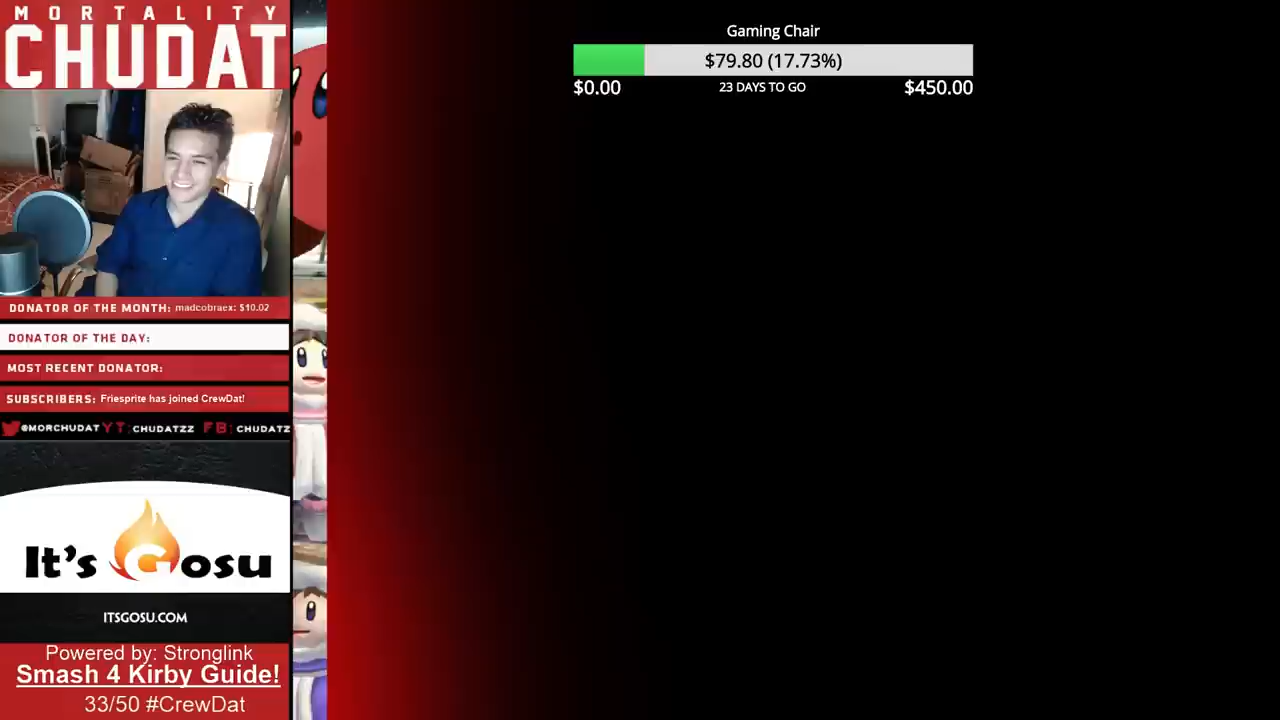 MORTALITY
CHUDAT
DONATOR OF THE MONTH: madcobraex: $10.02
DONATOR OF THE DAY:
MOST RECENT DONATOR:
SUBSCRIBERS: Friesprite has joined CrewDat!
@MORCHUDAT YT: CHUDATZZ FB: CHUDATZ
It's Gosu
ITSGOSU.COM
Powered by: Stronglink
Smash 4 Kirby Guide!
33/50 #CrewDat
Gaming Chair
$79.80 (17.73%)
$0.00 23 DAYS TO GO $450.00